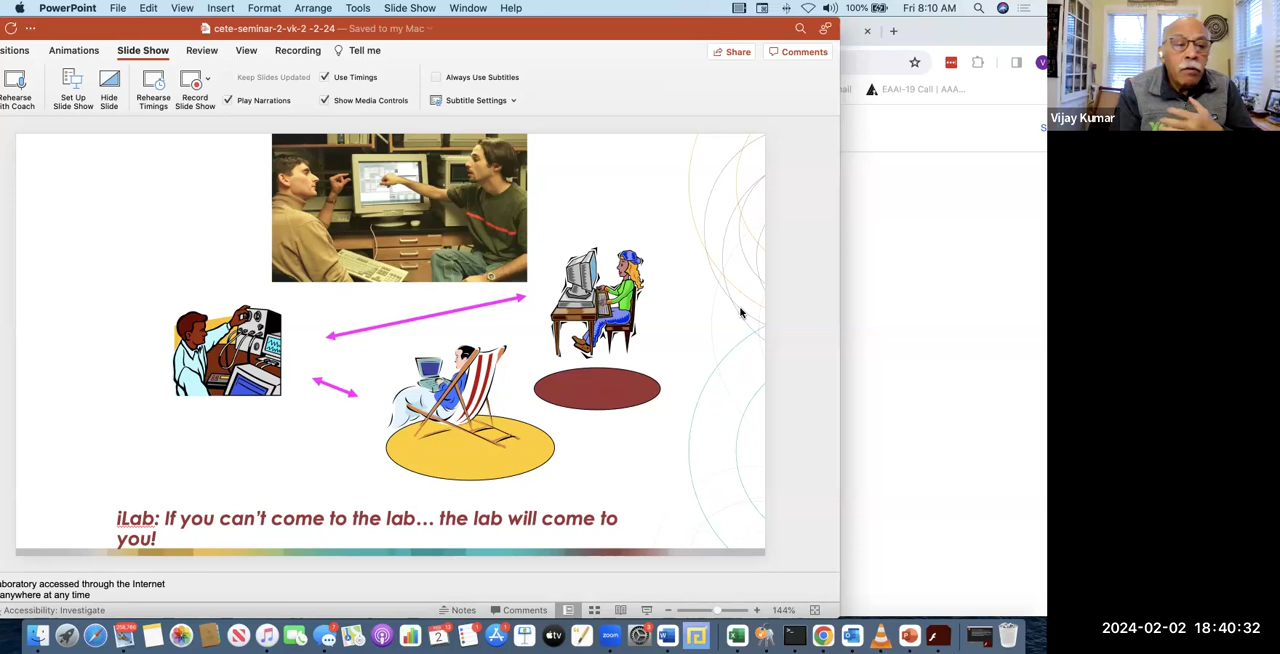 PowerPoint File Edit View Insert Format Arrange Tools Slide Show Window Help 100% Fri 8:10 AM
cete-seminar-2-vk-2 -2-24 — Saved to my Mac
sitions Animations Slide Show Review View Recording Tell me Share Comments
Rehearse
ith Coach
Set Up
Slide Show
Hide
Slide
Rehearse
Timings
Record
Slide Show
Keep Slides Updated Use Timings
Play Narrations Show Media Controls
Always Use Subtitles
Subtitle Settings
EAAI-19 Call | AAA...
Vijay Kumar
iLab: If you can't come to the lab... the lab will come to
you!
aboratory accessed through the Internet
anywhere at any time
Accessibility: Investigate Notes Comments 144%
tv
zoom
2024-02-02 18:40:32